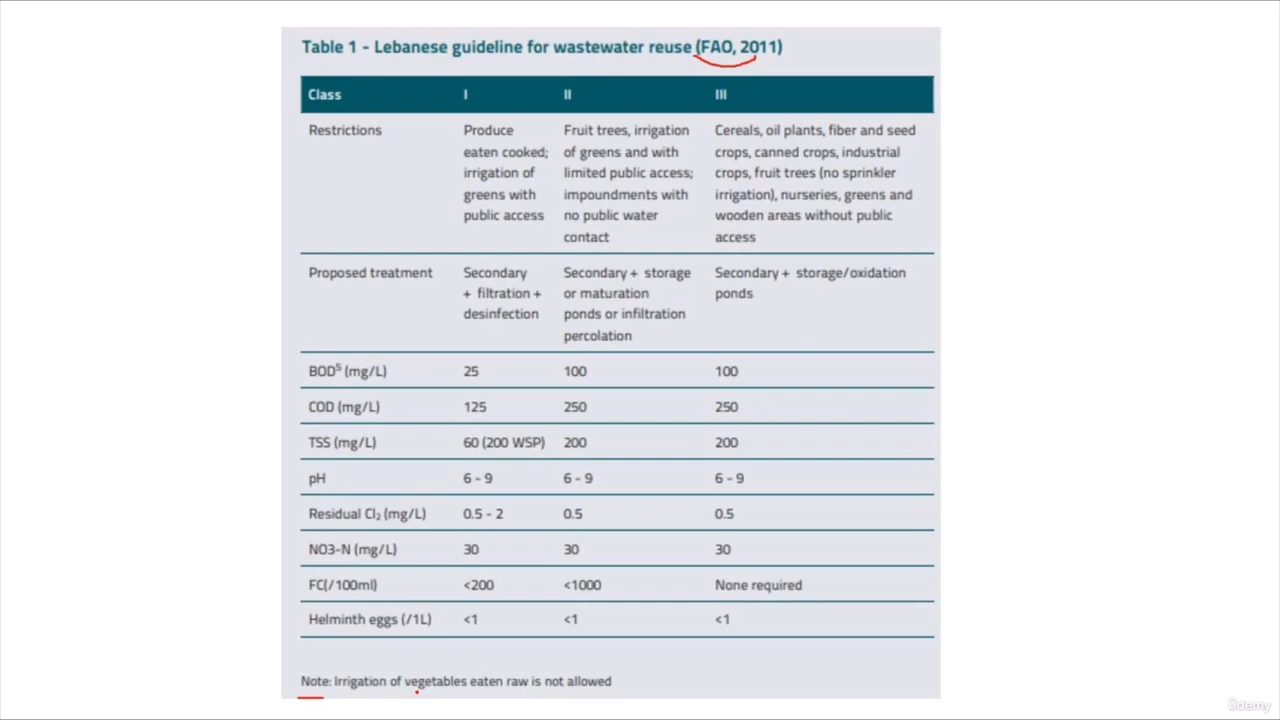 Table 1 - Lebanese guideline for wastewater reuse (FAO, 2011)
Class I II III
Restrictions
Produce
eaten cooked;
irrigation of
greens with
public access
Fruit trees, irrigation
of greens and with
limited public access;
impoundments with
no public water
contact
Cereals, oil plants, fiber and seed
crops, canned crops, industrial
crops, fruit trees (no sprinkler
irrigation), nurseries, greens and
wooden areas without public
access
Proposed treatment
Secondary
+ filtration +
desinfection
Secondary + storage
or maturation
ponds or infiltration
percolation
Secondary + storage/oxidation
ponds
BOD⁵ (mg/L) 25 100 100
COD (mg/L) 125 250 250
TSS (mg/L) 60 (200 WSP) 200 200
pH 6 - 9 6 - 9 6 - 9
Residual Cl₂ (mg/L) 0.5 - 2 0.5 0.5
NO3-N (mg/L) 30 30 30
FC(/100ml) <200 <1000 None required
Helminth eggs (/1L) <1 <1 <1
Note: Irrigation of vegetables eaten raw is not allowed
ûdemy